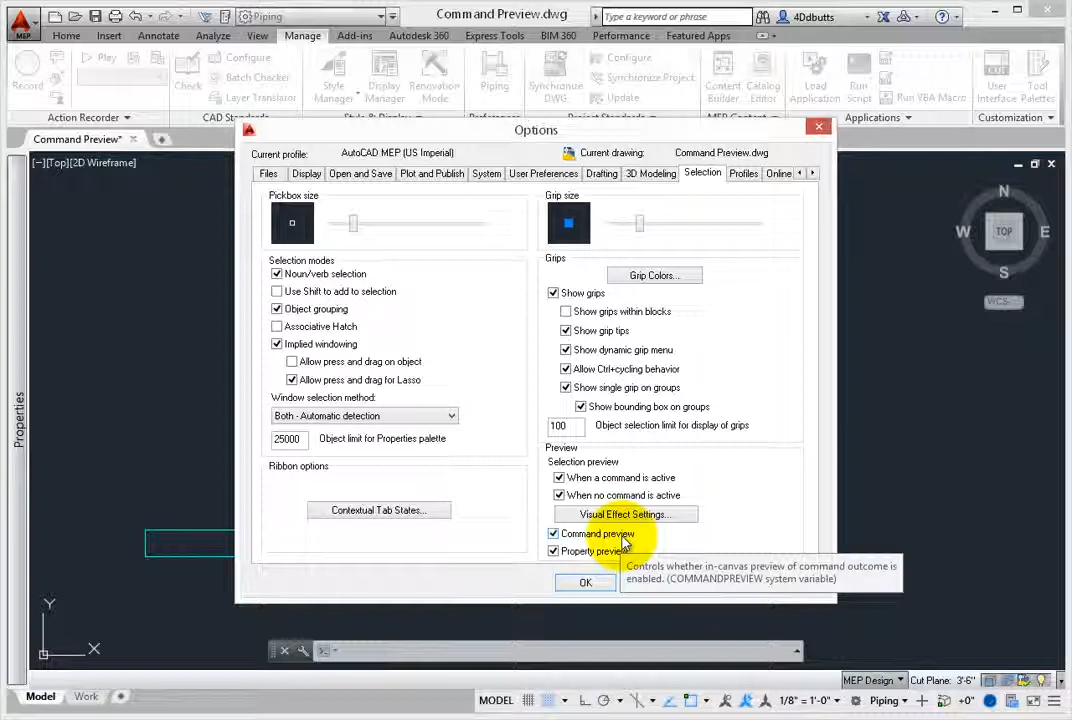 Piping
Command Preview.dwg
Type a keyword or phrase
4Ddbutts
MEP
Home Insert Annotate Analyze View Manage Add-ins Autodesk 360 Express Tools BIM 360 Performance Featured Apps
Record
Play
Check
Configure
Batch Checker
Layer Translator
Style Manager
Display Manager
Renovation Mode
Piping
Synchronize DWG
Configure
Synchronize Project
Update
Content Builder
Catalog Editor
Load Application
Run Script
Run VBA Macro
User Interface
Tool Palettes
Action Recorder
CAD Standards
Applications
Customization
Command Preview*
[−][Top][2D Wireframe]
Properties
Options
Current profile: AutoCAD MEP (US Imperial) Current drawing: Command Preview.dwg
Files Display Open and Save Plot and Publish System User Preferences Drafting 3D Modeling Selection Profiles Online
Pickbox size
Selection modes
Noun/verb selection
Use Shift to add to selection
Object grouping
Associative Hatch
Implied windowing
Allow press and drag on object
Allow press and drag for Lasso
Window selection method:
Both - Automatic detection
25000 Object limit for Properties palette
Ribbon options
Contextual Tab States...
Grip size
Grips
Grip Colors...
Show grips
Show grips within blocks
Show grip tips
Show dynamic grip menu
Allow Ctrl+cycling behavior
Show single grip on groups
Show bounding box on groups
100 Object selection limit for display of grips
Preview
Selection preview
When a command is active
When no command is active
Visual Effect Settings...
Command preview
Property preview
Controls whether in-canvas preview of command outcome is
enabled. (COMMANDPREVIEW system variable)
OK
N
W TOP E
S
WCS
Y
X
MEP Design Cut Plane: 3'-6"
Model Work
MODEL 1/8" = 1'-0" Piping +0"